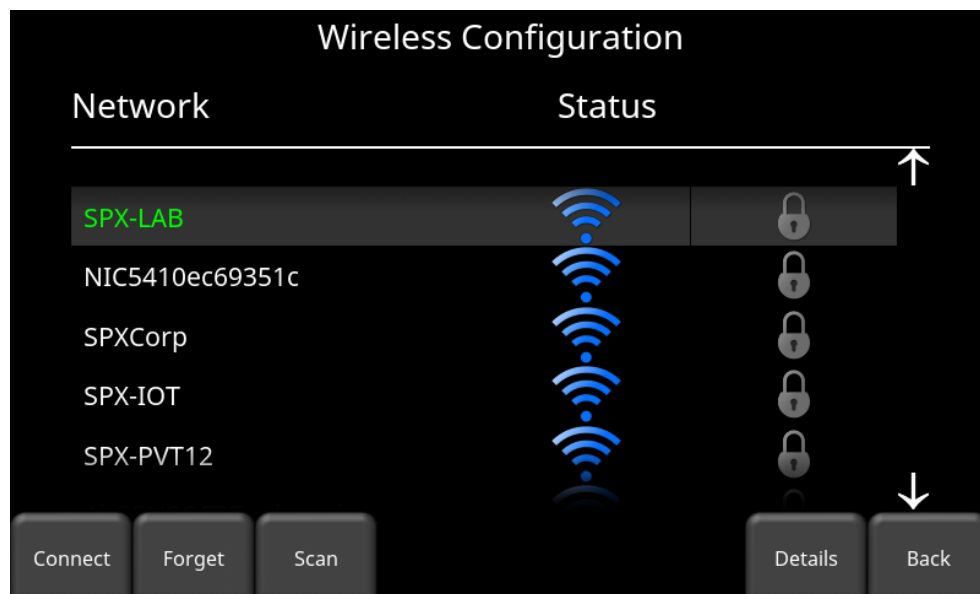 Wireless Configuration
Network Status
SPX-LAB
NIC5410ec69351c
SPXCorp
SPX-IOT
SPX-PVT12
Connect Forget Scan Details Back